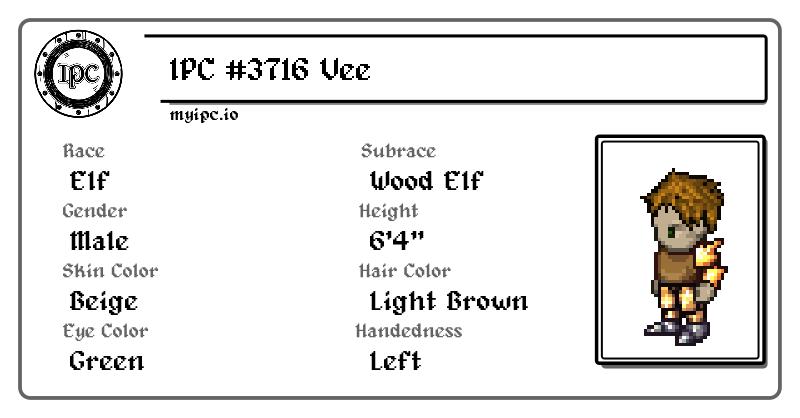 IPC
IPC #3716 Vee
myipc.io
Race
Subrace
Elf
Wood Elf
Gender
Height
Male
6'4"
Skin Color
Hair Color
Beige
Light Brown
Eye Color
Handedness
Green
Left